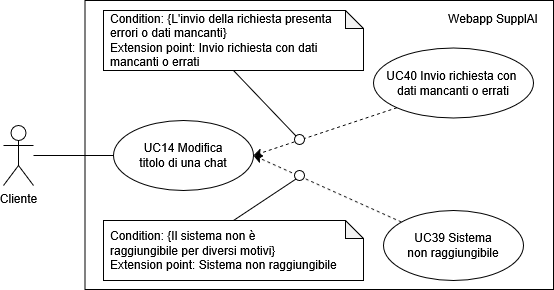 Condition: {L'invio della richiesta presenta
errori o dati mancanti}
Extension point: Invio richiesta con dati
mancanti o errati
Webapp SupplAI
UC40 Invio richiesta con
dati mancanti o errati
UC14 Modifica
titolo di una chat
Cliente
Condition: {Il sistema non è
raggiungibile per diversi motivi}
Extension point: Sistema non raggiungibile
UC39 Sistema
non raggiungibile